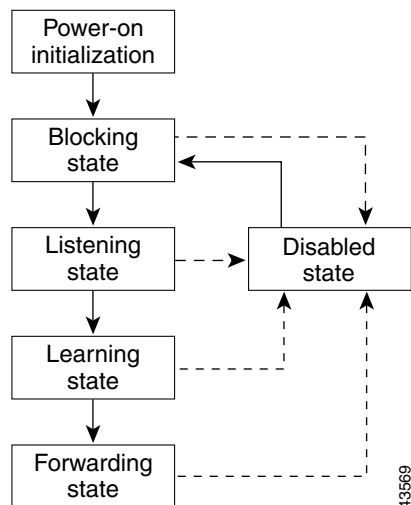 Power-on
initialization
Blocking
state
Listening
state
Disabled
state
Learning
state
Forwarding
state
43569